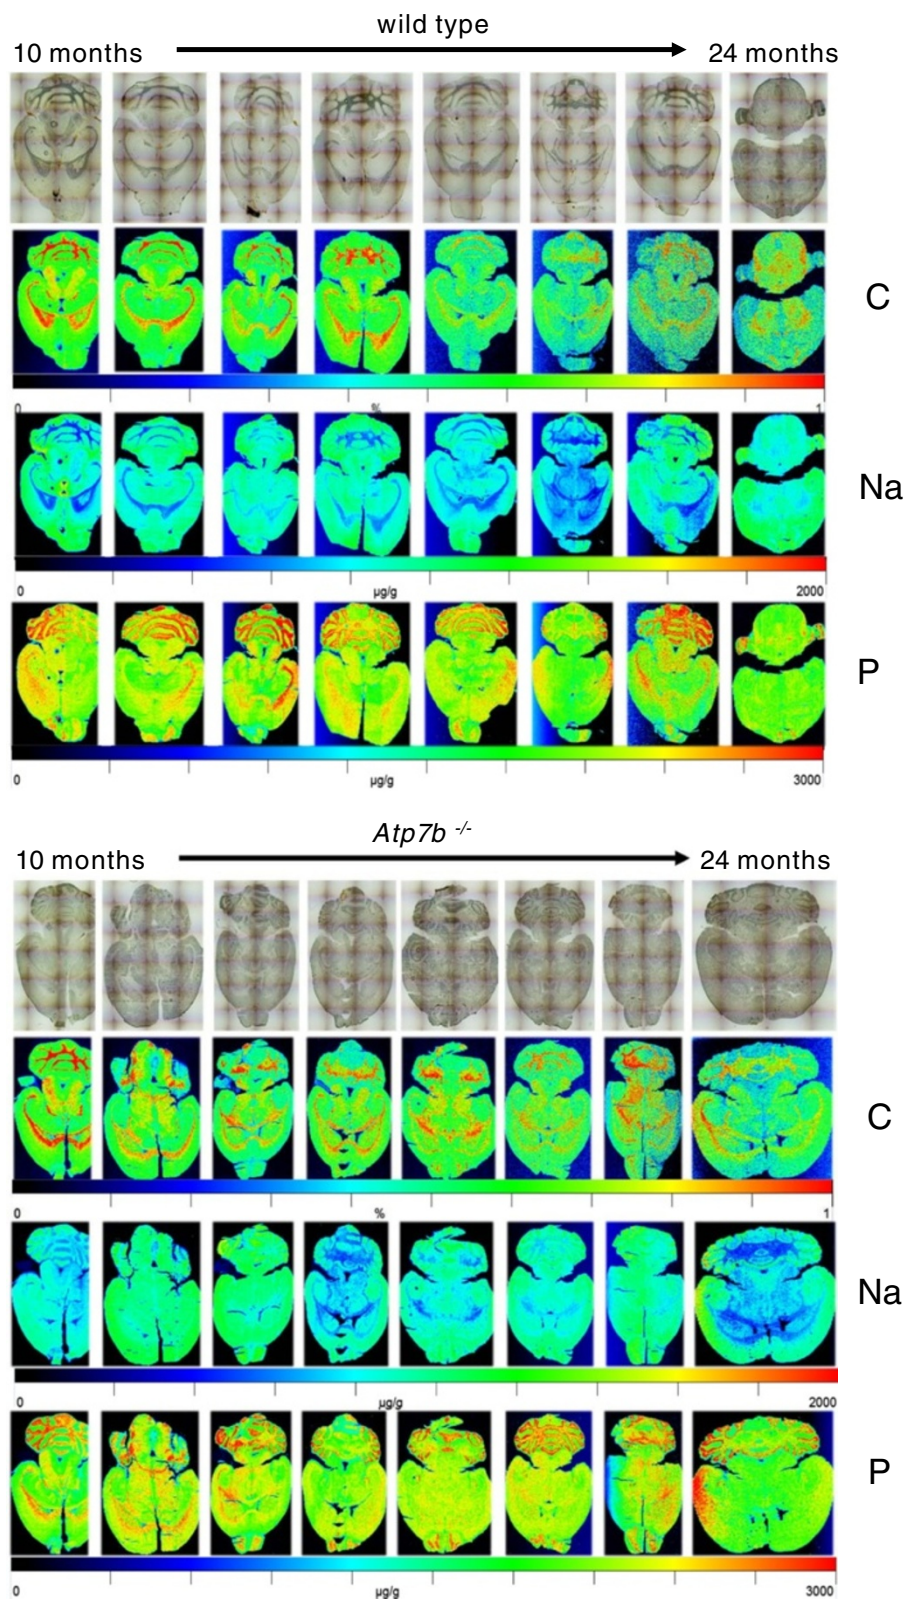 wild type
10 months
24 months
C
0
%
1
Na
0
µg/g
2000
P
0
µg/g
3000
Atp7b -/-
10 months
24 months
C
0
%
1
Na
0
µg/g
2000
P
0
µg/g
3000